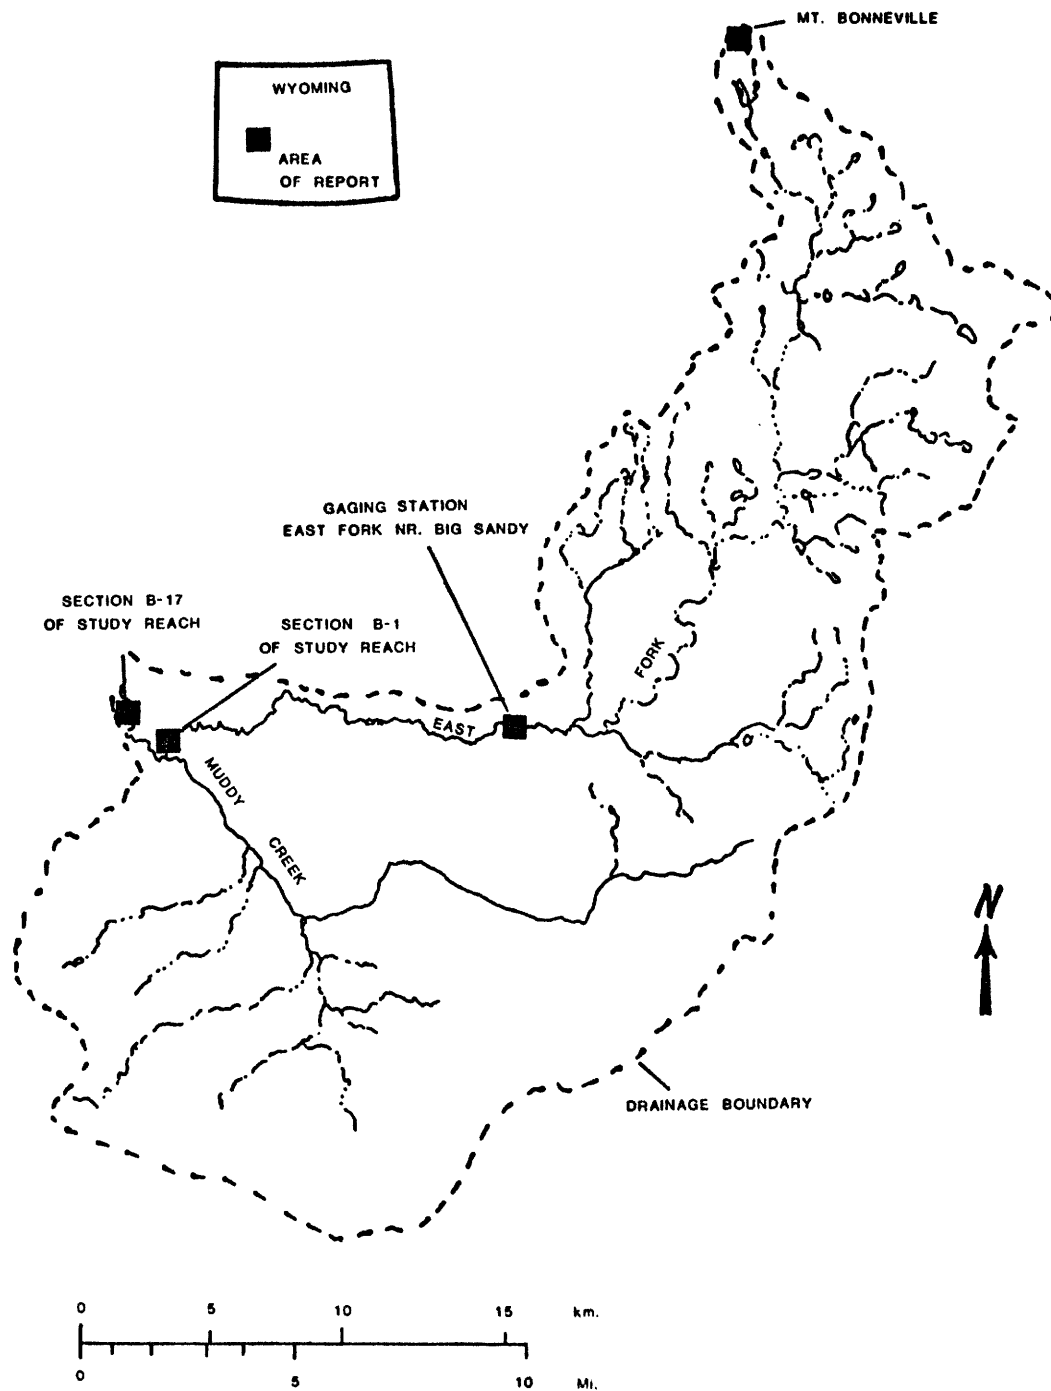 MT. BONNEVILLE
WYOMING
AREA
OF REPORT
GAGING STATION
EAST FORK NR. BIG SANDY
SECTION B-17
OF STUDY REACH
SECTION B-1
OF STUDY REACH
FORK
EAST
MUDDY
CREEK
N
DRAINAGE BOUNDARY
0 5 10 15 km.
0 5 10 Mi.